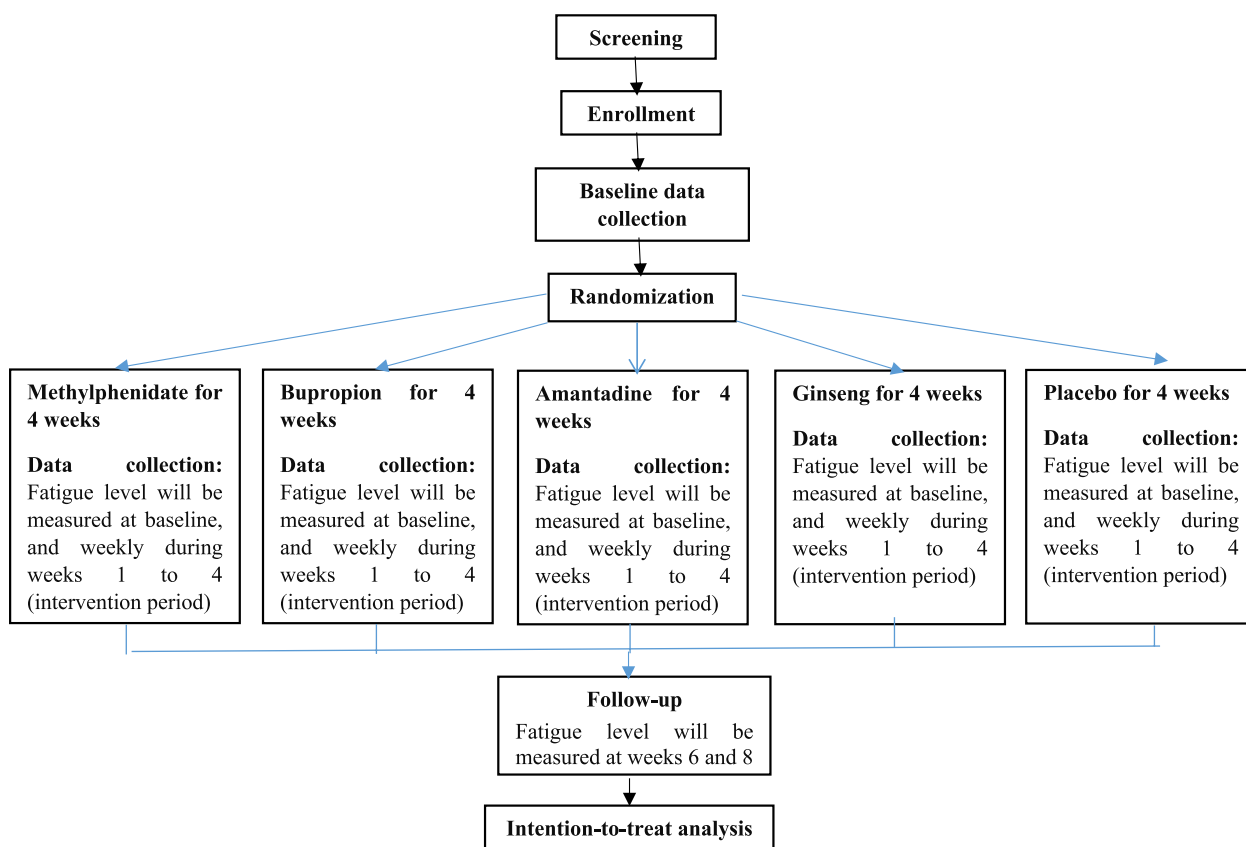 Screening
Enrollment
Baseline data
collection
Randomization
Methylphenidate for
4 weeks
Data collection:
Fatigue level will be
measured at baseline,
and weekly during
weeks 1 to 4
(intervention period)
Bupropion for 4
weeks
Data collection:
Fatigue level will be
measured at baseline,
and weekly during
weeks 1 to 4
(intervention period)
Amantadine for 4
weeks
Data collection:
Fatigue level will be
measured at baseline,
and weekly during
weeks 1 to 4
(intervention period)
Ginseng for 4 weeks
Data collection:
Fatigue level will be
measured at baseline,
and weekly during
weeks 1 to 4
(intervention period)
Placebo for 4 weeks
Data collection:
Fatigue level will be
measured at baseline,
and weekly during
weeks 1 to 4
(intervention period)
Follow-up
Fatigue level will be
measured at weeks 6 and 8
Intention-to-treat analysis